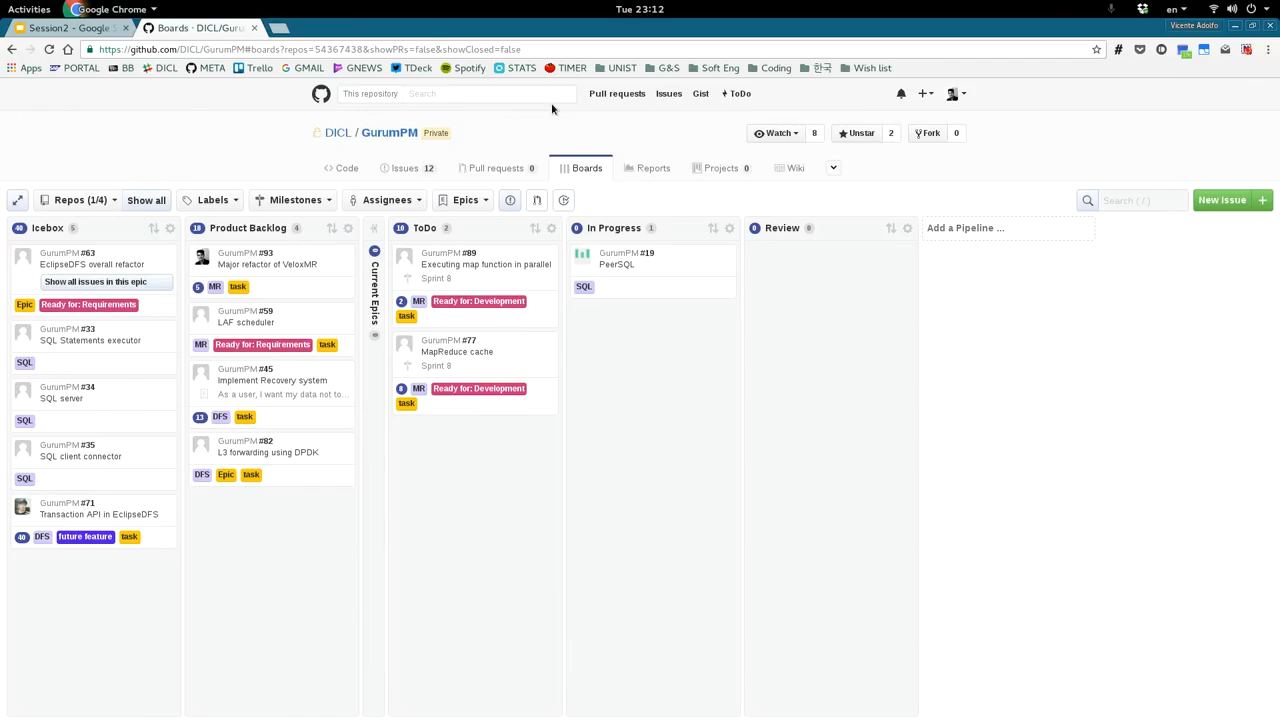 Activities
Google Chrome
Tue 23:12
en
Session2 - Google S
Boards · DICL/Guru
Vicente Adolfo
https://github.com/DICL/GurumPM#boards?repos=54367438&showPRs=false&showClosed=false
Apps PORTAL BB DICL META Trello GMAIL GNEWS TDeck Spotify STATS TIMER UNIST G&S Soft Eng Coding 한국 Wish list
This repository Search
Pull requests Issues Gist ToDo
DICL / GurumPM Private
Watch 8 Unstar 2 Fork 0
Code Issues 12 Pull requests 0 Boards Reports Projects 0 Wiki
Repos (1/4) Show all Labels Milestones Assignees Epics
Search ( / )
New Issue +
40 Icebox 5
GurumPM #63
EclipseDFS overall refactor
Show all issues in this epic
Epic Ready for: Requirements
GurumPM #33
SQL Statements executor
SQL
GurumPM #34
SQL server
SQL
GurumPM #35
SQL client connector
SQL
GurumPM #71
Transaction API in EclipseDFS
40 DFS future feature task
18 Product Backlog 4
GurumPM #93
Major refactor of VeloxMR
5 MR task
GurumPM #59
LAF scheduler
MR Ready for: Requirements task
GurumPM #45
Implement Recovery system
As a user, I want my data not to…
13 DFS task
GurumPM #82
L3 forwarding using DPDK
DFS Epic task
0 Current Epics 0
10 ToDo 2
GurumPM #89
Executing map function in parallel
Sprint 8
2 MR Ready for: Development
task
GurumPM #77
MapReduce cache
Sprint 8
8 MR Ready for: Development
task
0 In Progress 1
GurumPM #19
PeerSQL
SQL
0 Review 0
Add a Pipeline ...